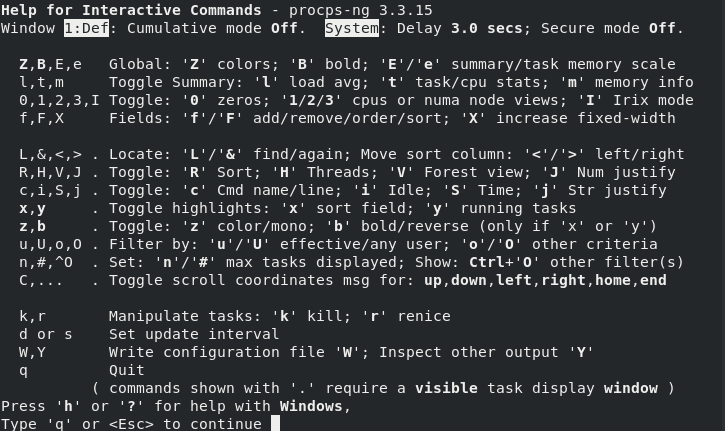 Help for Interactive Commands - procps-ng 3.3.15
Window 1:Def: Cumulative mode Off.  System: Delay 3.0 secs; Secure mode Off.

  Z,B,E,e   Global: 'Z' colors; 'B' bold; 'E'/'e' summary/task memory scale
  l,t,m     Toggle Summary: 'l' load avg; 't' task/cpu stats; 'm' memory info
  0,1,2,3,I Toggle: '0' zeros; '1/2/3' cpus or numa node views; 'I' Irix mode
  f,F,X     Fields: 'f'/'F' add/remove/order/sort; 'X' increase fixed-width

  L,&,<,> . Locate: 'L'/'&' find/again; Move sort column: '<'/'>' left/right
  R,H,V,J . Toggle: 'R' Sort; 'H' Threads; 'V' Forest view; 'J' Num justify
  c,i,S,j . Toggle: 'c' Cmd name/line; 'i' Idle; 'S' Time; 'j' Str justify
  x,y     . Toggle highlights: 'x' sort field; 'y' running tasks
  z,b     . Toggle: 'z' color/mono; 'b' bold/reverse (only if 'x' or 'y')
  u,U,o,O . Filter by: 'u'/'U' effective/any user; 'o'/'O' other criteria
  n,#,^O  . Set: 'n'/'#' max tasks displayed; Show: Ctrl+'O' other filter(s)
  C,...   . Toggle scroll coordinates msg for: up,down,left,right,home,end

  k,r       Manipulate tasks: 'k' kill; 'r' renice
  d or s    Set update interval
  W,Y       Write configuration file 'W'; Inspect other output 'Y'
  q         Quit
          ( commands shown with '.' require a visible task display window )
Press 'h' or '?' for help with Windows,
Type 'q' or <Esc> to continue